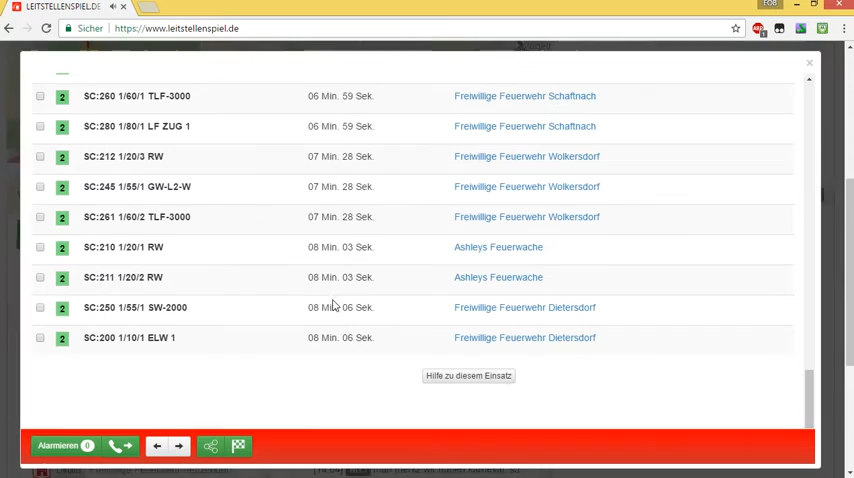 LEITSTELLENSPIEL.DE
EOB
Sicher
https://www.leitstellenspiel.de
2 SC:260 1/60/1 TLF-3000 06 Min. 59 Sek. Freiwillige Feuerwehr Schaftnach
2 SC:280 1/80/1 LF ZUG 1 06 Min. 59 Sek. Freiwillige Feuerwehr Schaftnach
2 SC:212 1/20/3 RW 07 Min. 28 Sek. Freiwillige Feuerwehr Wolkersdorf
2 SC:245 1/55/1 GW-L2-W 07 Min. 28 Sek. Freiwillige Feuerwehr Wolkersdorf
2 SC:261 1/60/2 TLF-3000 07 Min. 28 Sek. Freiwillige Feuerwehr Wolkersdorf
2 SC:210 1/20/1 RW 08 Min. 03 Sek. Ashleys Feuerwache
2 SC:211 1/20/2 RW 08 Min. 03 Sek. Ashleys Feuerwache
2 SC:250 1/55/1 SW-2000 08 Min. 06 Sek. Freiwillige Feuerwehr Dietersdorf
2 SC:200 1/10/1 ELW 1 08 Min. 06 Sek. Freiwillige Feuerwehr Dietersdorf
Hilfe zu diesem Einsatz
Alarmieren 0